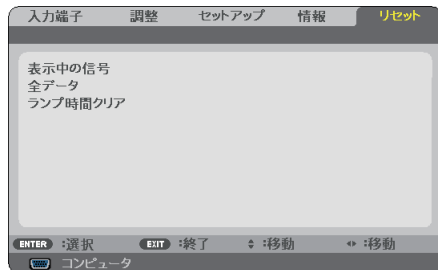 入力端子 調整 セットアップ 情報 リセット
表示中の信号
全データ
ランプ時間クリア
ENTER :選択 EXIT :終了 :移動 :移動
コンピュータ